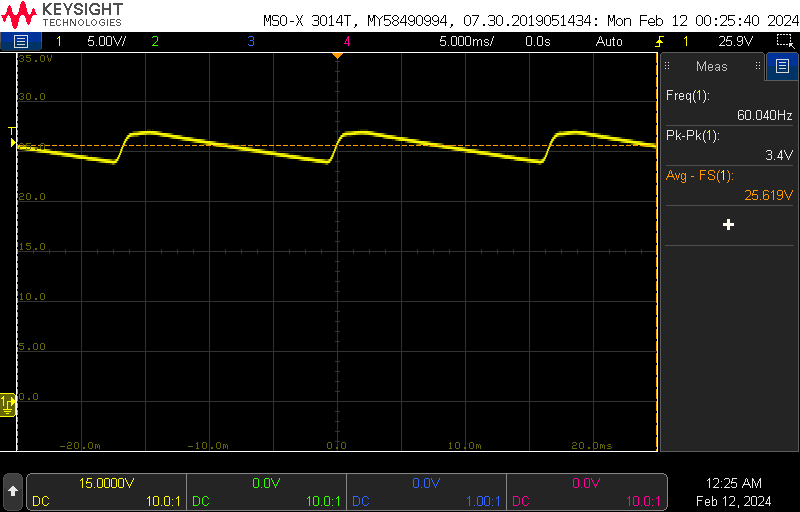 KEYSIGHT
TECHNOLOGIES
MSO-X 3014T, MY58490994, 07.30.2019051434: Mon Feb 12 00:25:40 2024
1 5.00V/ 2 3 4 5.000ms/ 0.0s Auto 1 25.9V
35.0V
30.0
T
25.0
20.0
15.0
10.0
5.00
0.0
1
-20.0m -10.0m 0.0 10.0m 20.0ms
Meas
Freq(1):
60.040Hz
Pk-Pk(1):
3.4V
Avg - FS(1):
25.619V
+
15.0000V 0.0V 0.0V 0.0V
DC 10.0:1 DC 10.0:1 DC 1.00:1 DC 10.0:1
12:25 AM
Feb 12, 2024